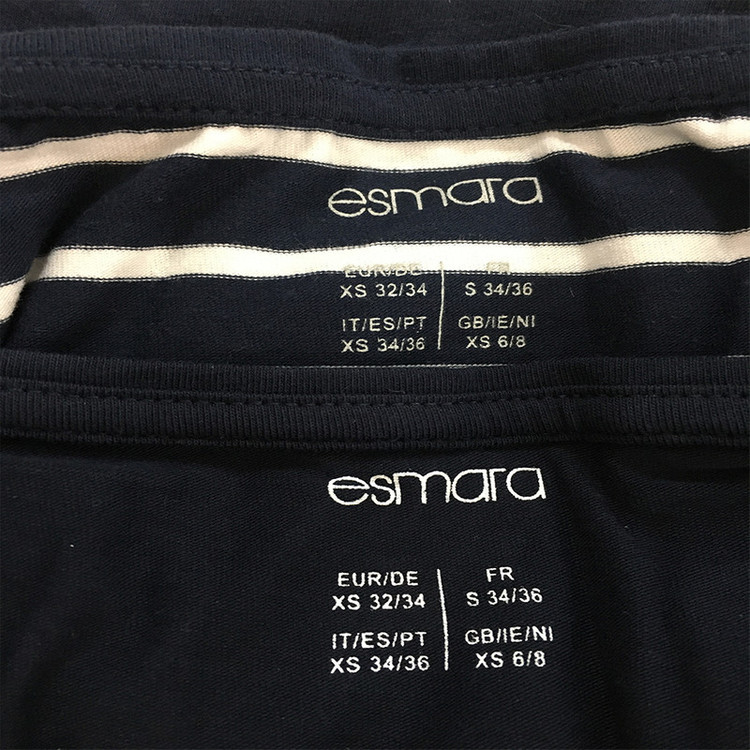 esmara
EUR/DE FR
XS 32/34 S 34/36
IT/ES/PT GB/IE/NI
XS 34/36 XS 6/8
esmara
EUR/DE FR
XS 32/34 S 34/36
IT/ES/PT GB/IE/NI
XS 34/36 XS 6/8